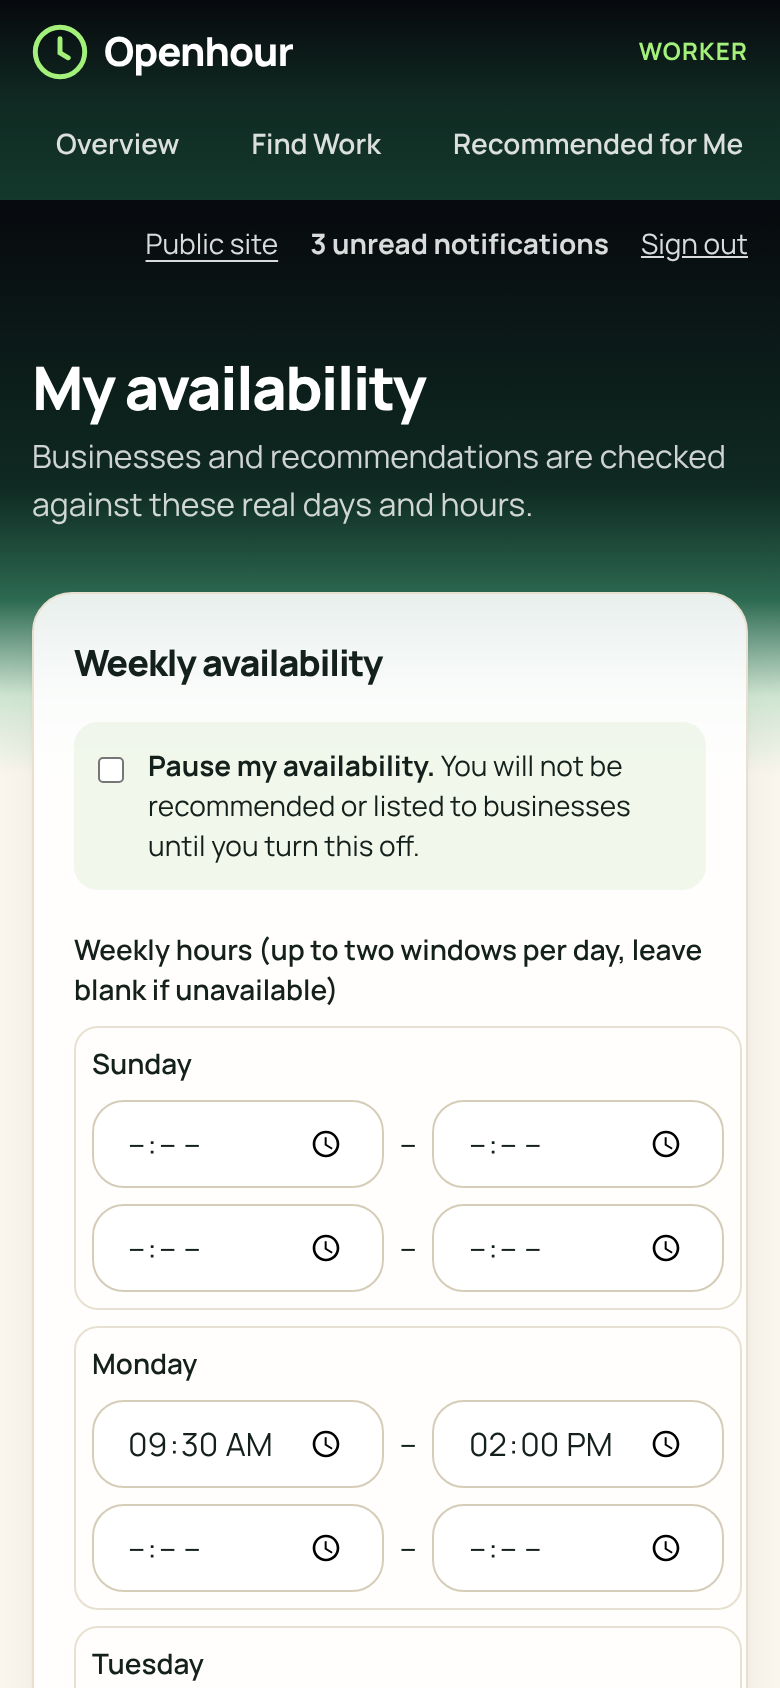 Openhour
WORKER
Overview Find Work Recommended for Me
Public site 3 unread notifications Sign out
My availability
Businesses and recommendations are checked
against these real days and hours.
Weekly availability
Pause my availability. You will not be
recommended or listed to businesses
until you turn this off.
Weekly hours (up to two windows per day, leave
blank if unavailable)
Sunday
–:– – – –:– –
–:– – – –:– –
Monday
09:30 AM – 02:00 PM
–:– – – –:– –
Tuesday